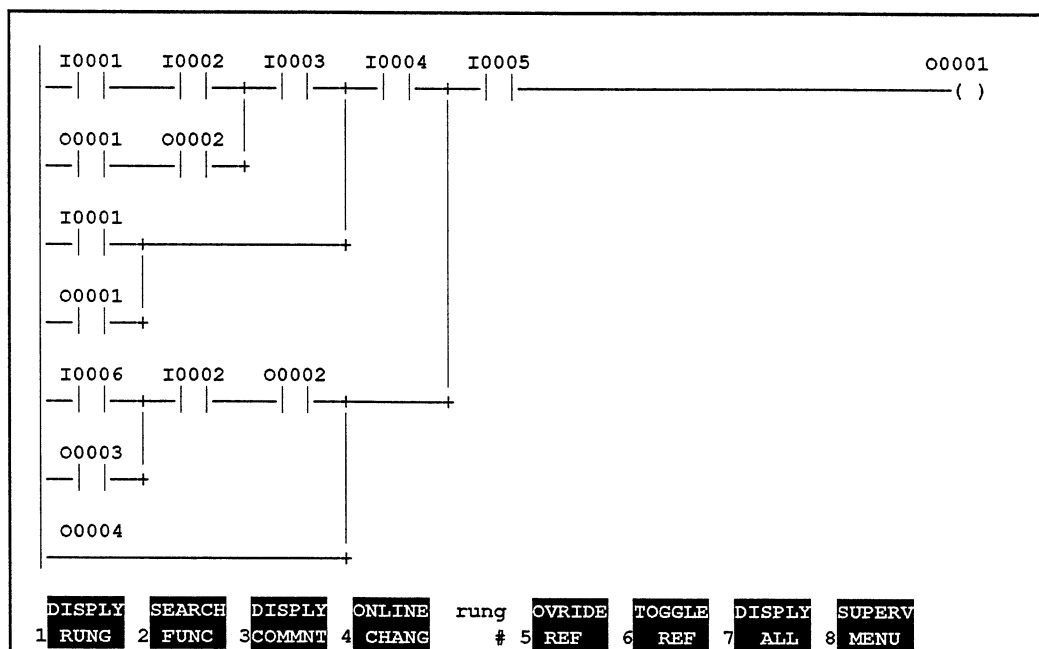 I0001 I0002 I0003 I0004 I0005 O0001
( )
O0001 O0002
I0001
O0001
I0006 I0002 O0002
O0003
O0004
DISPLY SEARCH DISPLY ONLINE rung OVRIDE TOGGLE DISPLY SUPERV
1 RUNG 2 FUNC 3 COMMNT 4 CHANG # 5 REF 6 REF 7 ALL 8 MENU